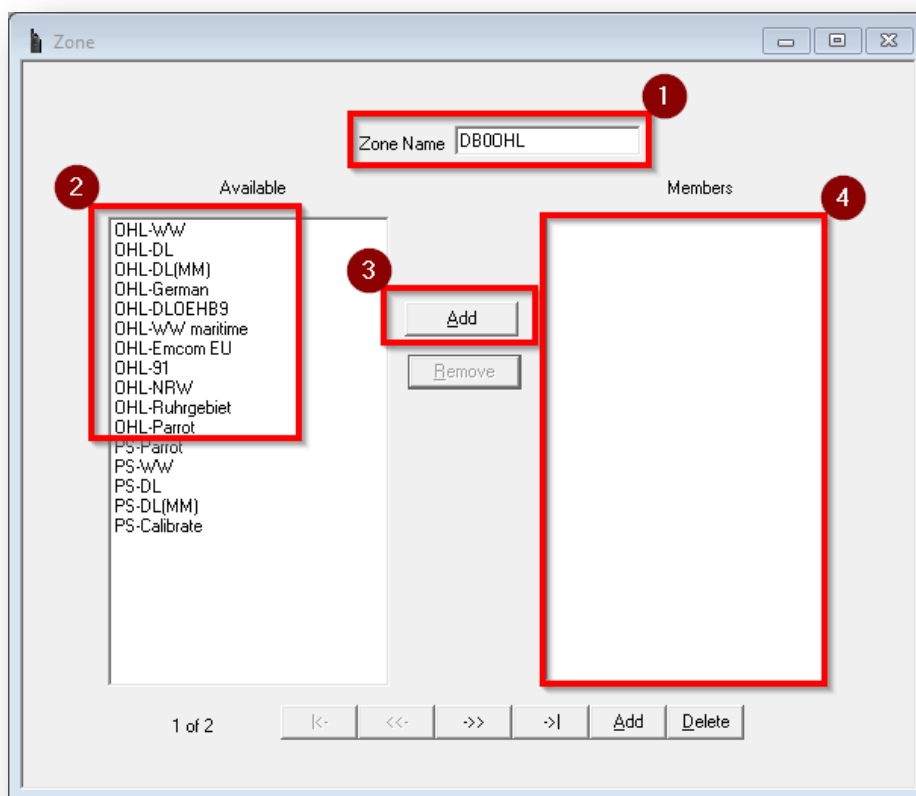 Zone
1
Zone Name DB0OHL
2
Available
Members
4
OHL-WW
OHL-DL
OHL-DL(MM)
OHL-German
OHL-DLOEHB9
OHL-WW maritime
OHL-Emcom EU
OHL-91
OHL-NRW
OHL-Ruhrgebiet
OHL-Parrot
PS-Parrot
PS-WW
PS-DL
PS-DL(MM)
PS-Calibrate
3
Add
Remove
1 of 2 |<- <<- ->> ->| Add Delete